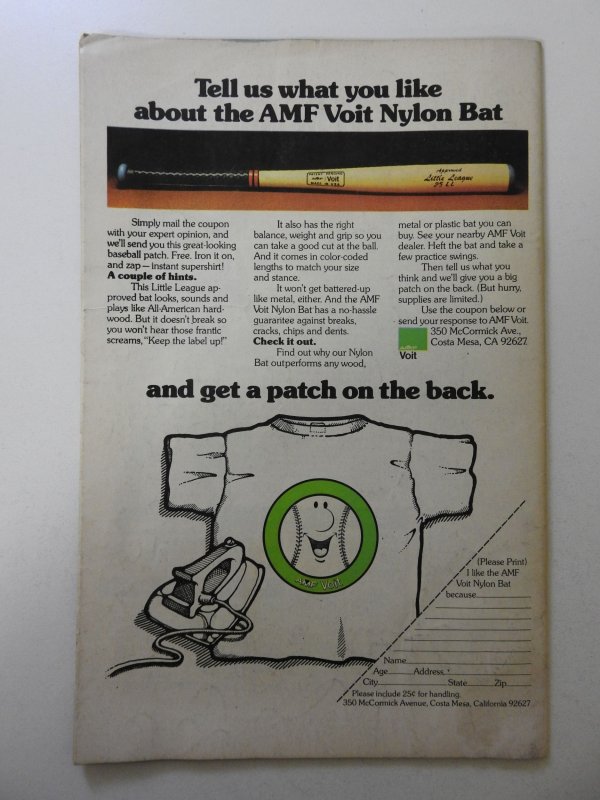 Tell us what you like
about the AMF Voit Nylon Bat
Voit
MADE IN U.S.A.
Approved
Little League
Simply mail the coupon
with your expert opinion, and
we'll send you this great-looking
baseball patch. Free. Iron it on,
and zap — instant supershirt!
A couple of hints.
This Little League ap-
proved bat looks, sounds and
plays like All-American hard-
wood. But it doesn't break so
you won't hear those frantic
screams, "Keep the label up!"
It also has the right
balance, weight and grip so you
can take a good cut at the ball.
And it comes in color-coded
lengths to match your size
and stance.
It won't get battered-up
like metal, either. And the AMF
Voit Nylon Bat has a no-hassle
guarantee against breaks,
cracks, chips and dents.
Check it out.
Find out why our Nylon
Bat outperforms any wood,
metal or plastic bat you can
buy. See your nearby AMF Voit
dealer. Heft the bat and take a
few practice swings.
Then tell us what you
think and we'll give you a big
patch on the back. (But hurry,
supplies are limited.)
Use the coupon below or
send your response to AMF Voit.
350 McCormick Ave.,
Costa Mesa, CA 92627.
Voit
and get a patch on the back.
AMF Voit
(Please Print)
I like the AMF
Voit Nylon Bat
because
Name
Age Address
City State Zip
Please include 25¢ for handling.
350 McCormick Avenue, Costa Mesa, California 92627